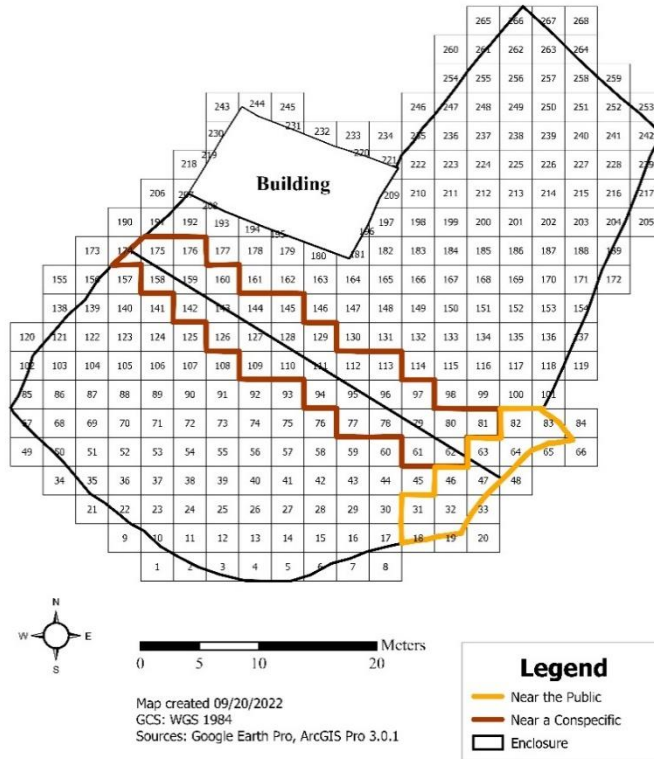 265 266 267 268
260 261 262 263 264
254 255 256 257 258 259
243 244 245 246 247 248 249 250 251 252 253
230 231 232 233 234 235 236 237 238 239 240 241 242
218 219 220 221 222 223 224 225 226 227 228 229
Building
206 207 208 209 210 211 212 213 214 215 216 217
190 191 192 193 194 195 196 197 198 199 200 201 202 203 204 205
173 174 175 176 177 178 179 180 181 182 183 184 185 186 187 188 189
155 156 157 158 159 160 161 162 163 164 165 166 167 168 169 170 171 172
138 139 140 141 142 143 144 145 146 147 148 149 150 151 152 153 154
120 121 122 123 124 125 126 127 128 129 130 131 132 133 134 135 136 137
102 103 104 105 106 107 108 109 110 111 112 113 114 115 116 117 118 119
85 86 87 88 89 90 91 92 93 94 95 96 97 98 99 100 101
67 68 69 70 71 72 73 74 75 76 77 78 79 80 81 82 83 84
49 50 51 52 53 54 55 56 57 58 59 60 61 62 63 64 65 66
34 35 36 37 38 39 40 41 42 43 44 45 46 47 48
21 22 23 24 25 26 27 28 29 30 31 32 33
9 10 11 12 13 14 15 16 17 18 19 20
1 2 3 4 5 6 7 8
N
W E
S
Meters
0 5 10 20
Map created 09/20/2022
GCS: WGS 1984
Sources: Google Earth Pro, ArcGIS Pro 3.0.1
Legend
Near the Public
Near a Conspecific
Enclosure